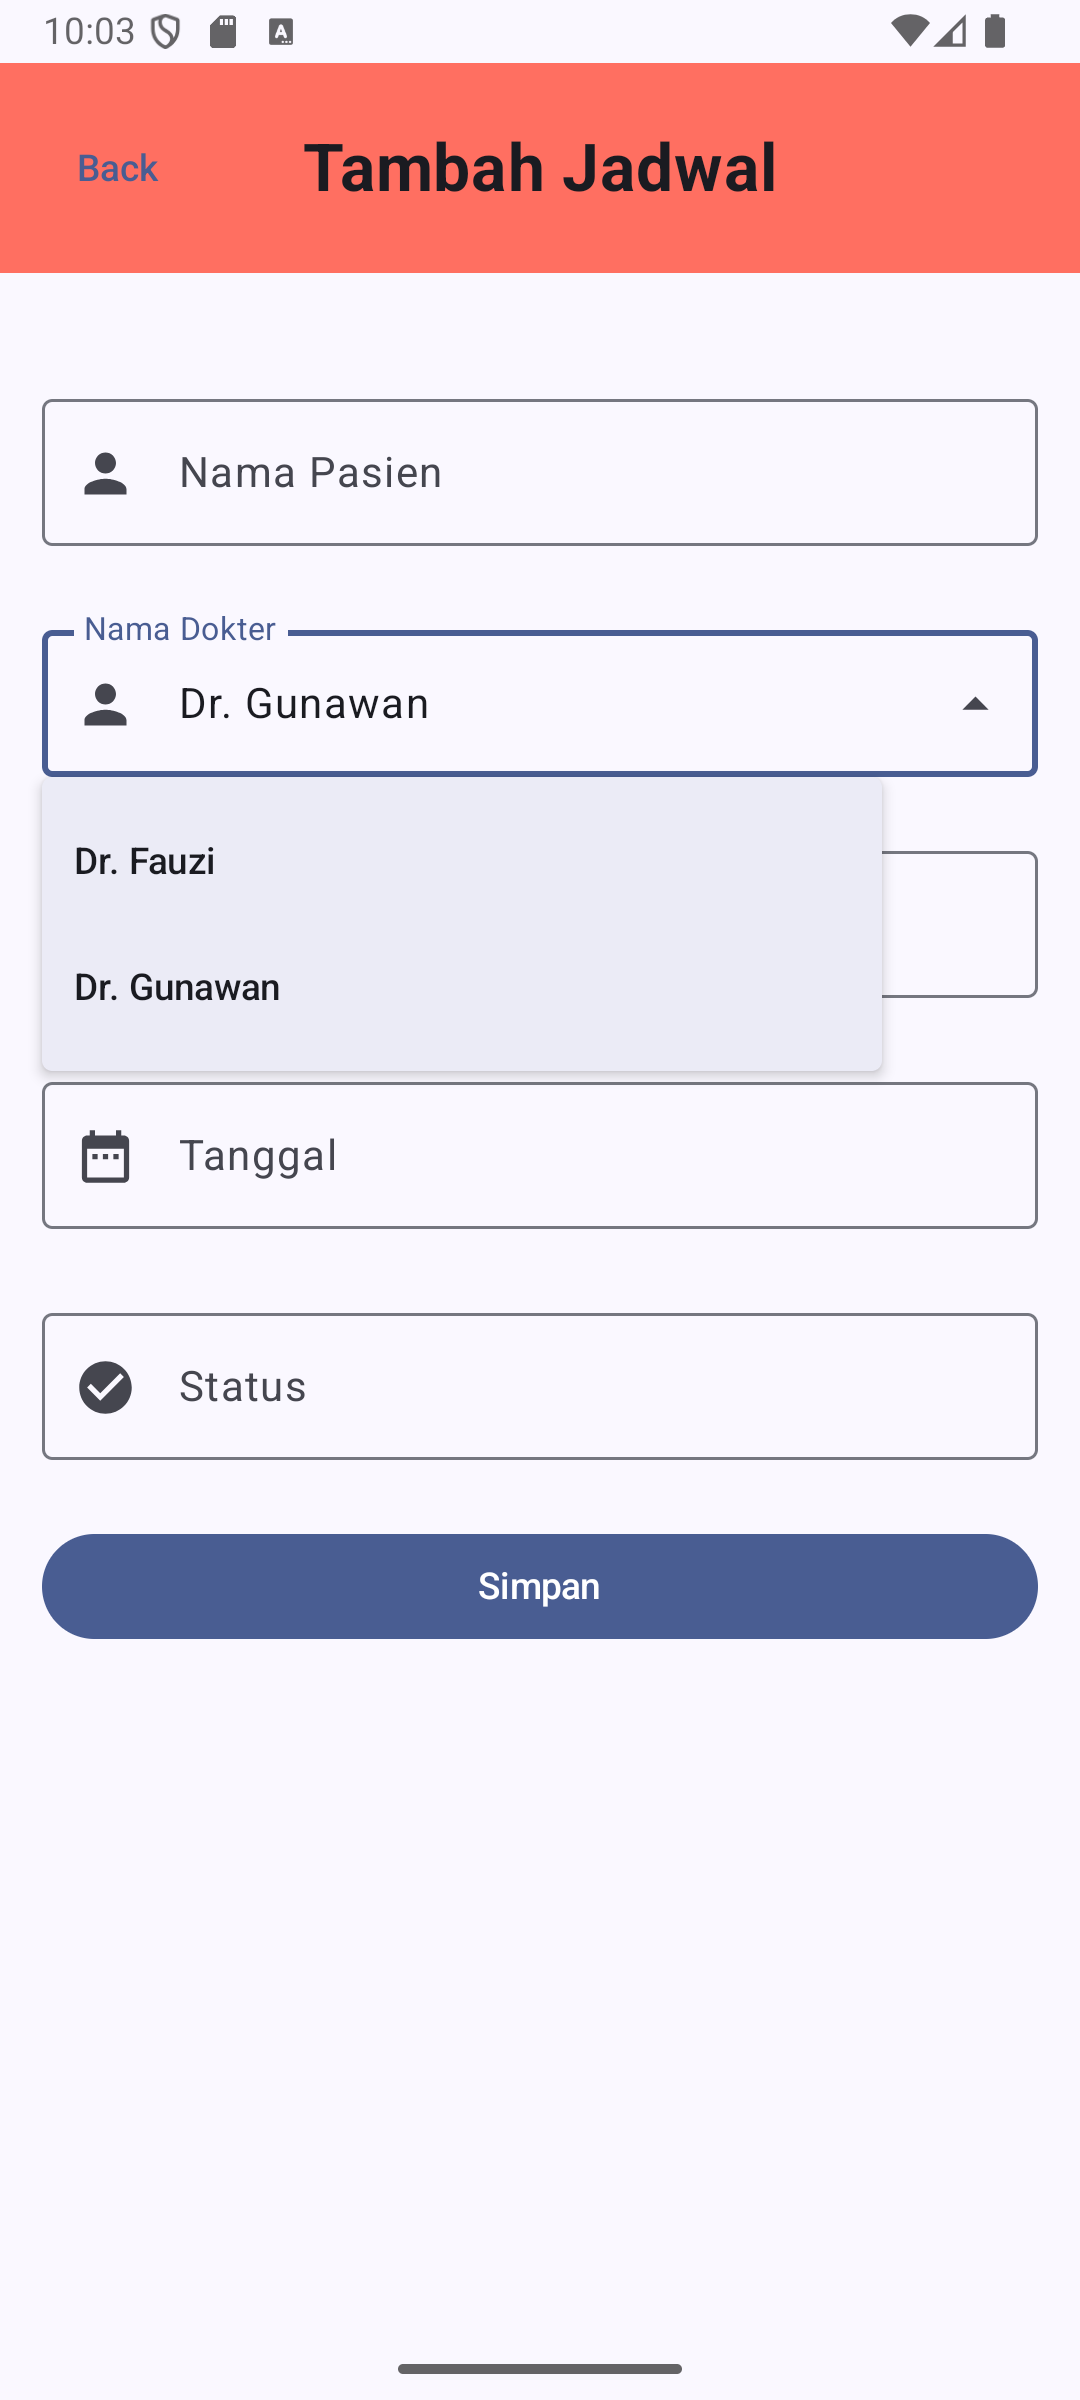 10:03
Back
Tambah Jadwal
Nama Pasien
Nama Dokter
Dr. Gunawan
Dr. Fauzi
Dr. Gunawan
Tanggal
Status
Simpan